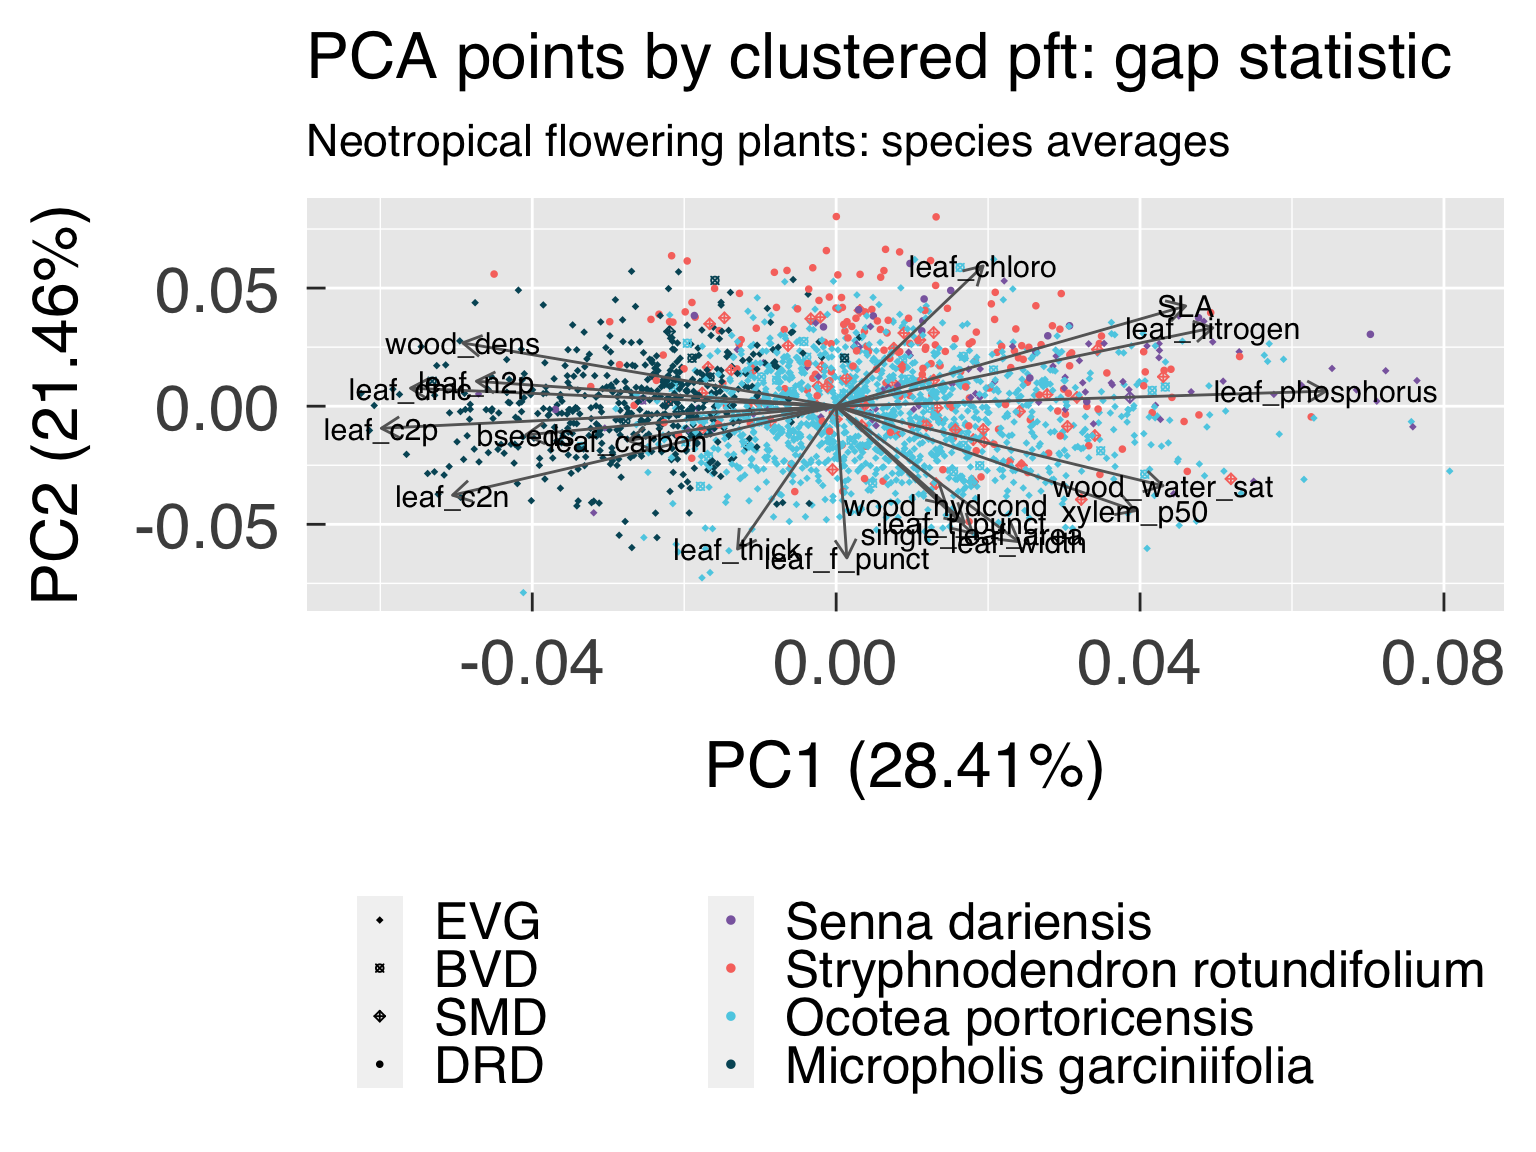 PCA points by clustered pft: gap statistic
Neotropical flowering plants: species averages
PC2 (21.46%)
0.05
0.00
-0.05
leaf_chloro
SLA
leaf_nitrogen
wood_dens
leaf_n2p
leaf_dmc
leaf_phosphorus
leaf_c2p
bseeds
leaf_carbon
leaf_c2n
wood_water_sat
wood_hydcond
xylem_p50
leaf_width
leaf_thick
leaf_f_punct
-0.04
0.00
0.04
0.08
PC1 (28.41%)
EVG
BVD
SMD
DRD
Senna dariensis
Stryphnodendron rotundifolium
Ocotea portoricensis
Micropholis garciniifolia